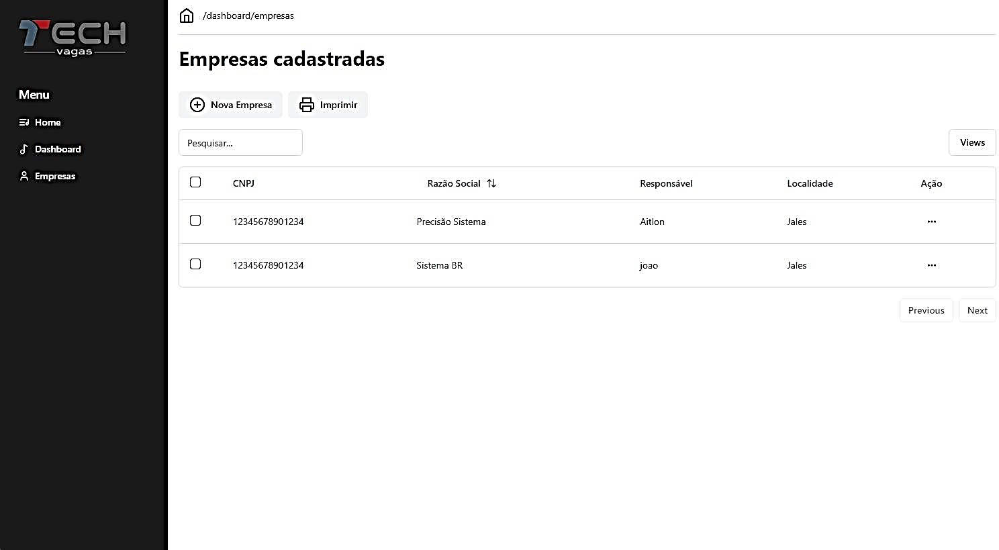 TECH
vagas
Menu
Home
Dashboard
Empresas
/dashboard/empresas
Empresas cadastradas
Nova Empresa Imprimir
Pesquisar... Views
CNPJ Razão Social Responsável Localidade Ação
12345678901234 Precisão Sistema Aitlon Jales ...
12345678901234 Sistema BR joao Jales ...
Previous Next